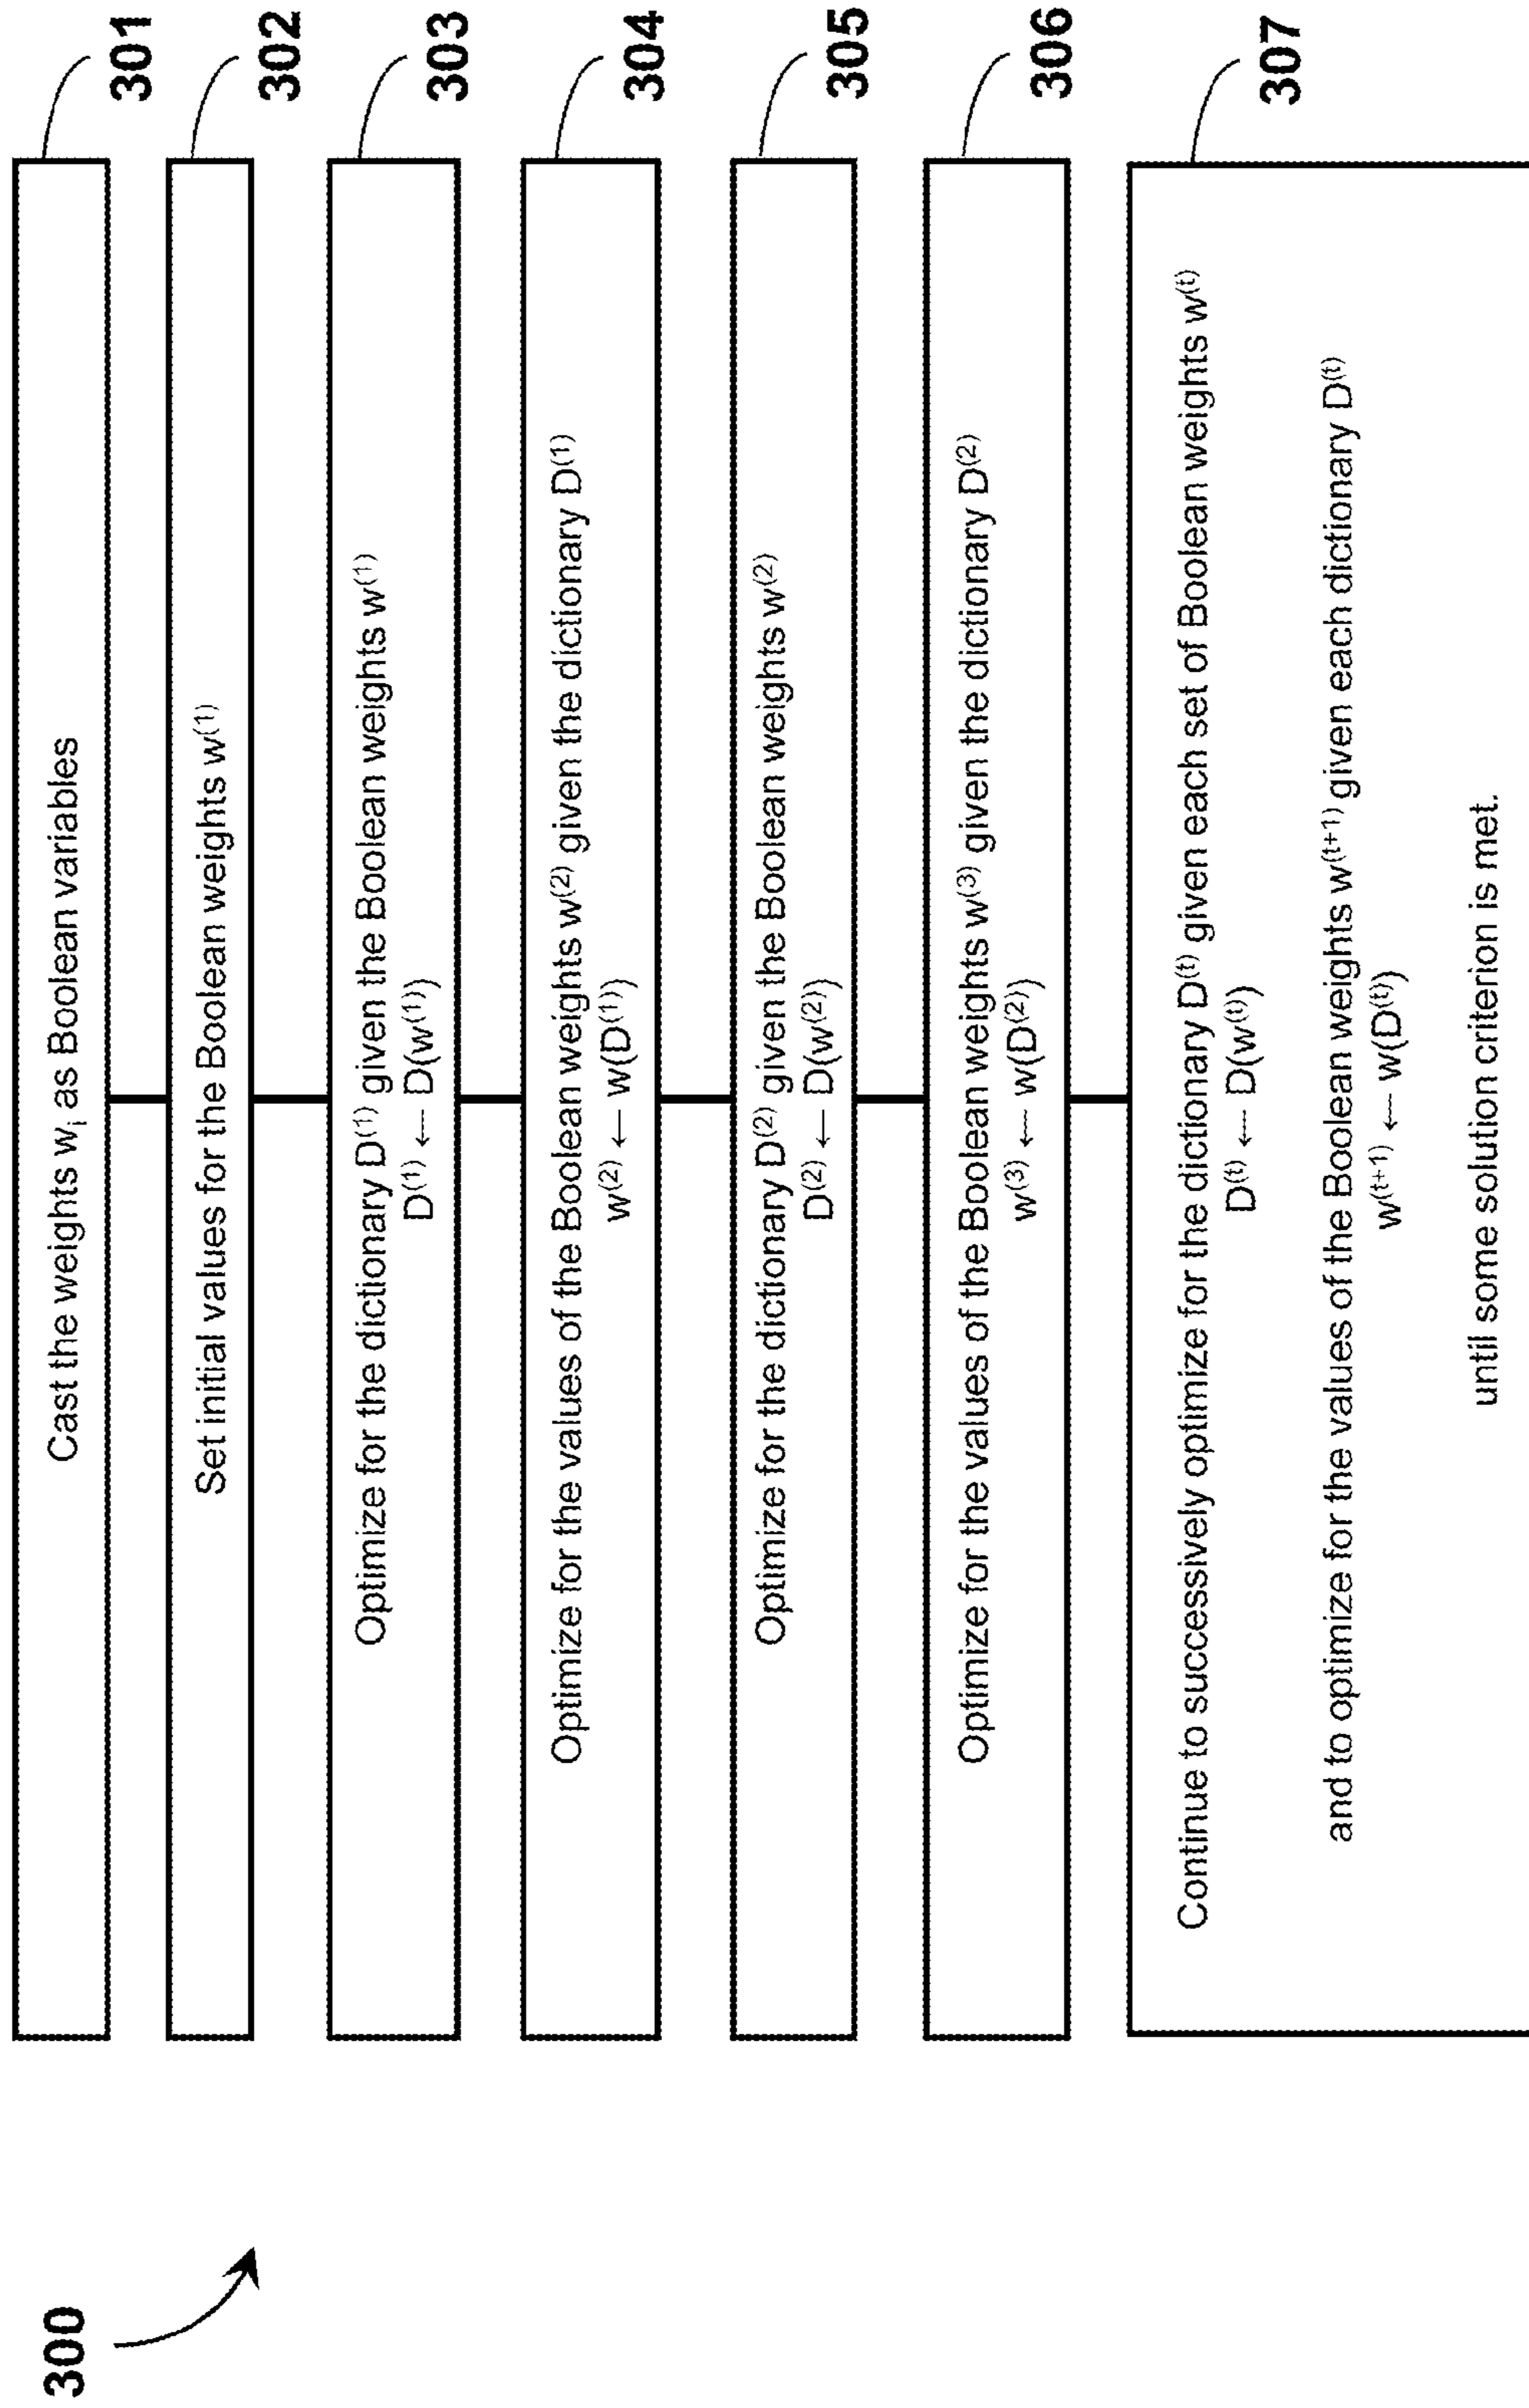 300
Cast the weights wᵢ as Boolean variables
301
Set initial values for the Boolean weights w⁽¹⁾
302
Optimize for the dictionary D⁽¹⁾ given the Boolean weights w⁽¹⁾
D⁽¹⁾ ← D(w⁽¹⁾)
303
Optimize for the values of the Boolean weights w⁽²⁾ given the dictionary D⁽¹⁾
w⁽²⁾ ← w(D⁽¹⁾)
304
Optimize for the dictionary D⁽²⁾ given the Boolean weights w⁽²⁾
D⁽²⁾ ← D(w⁽²⁾)
305
Optimize for the values of the Boolean weights w⁽³⁾ given the dictionary D⁽²⁾
w⁽³⁾ ← w(D⁽²⁾)
306
Continue to successively optimize for the dictionary D⁽ᵗ⁾ given each set of Boolean weights w⁽ᵗ⁾
D⁽ᵗ⁾ ← D(w⁽ᵗ⁾)
and to optimize for the values of the Boolean weights w⁽ᵗ⁺¹⁾ given each dictionary D⁽ᵗ⁾
w⁽ᵗ⁺¹⁾ ← w(D⁽ᵗ⁾)
until some solution criterion is met.
307